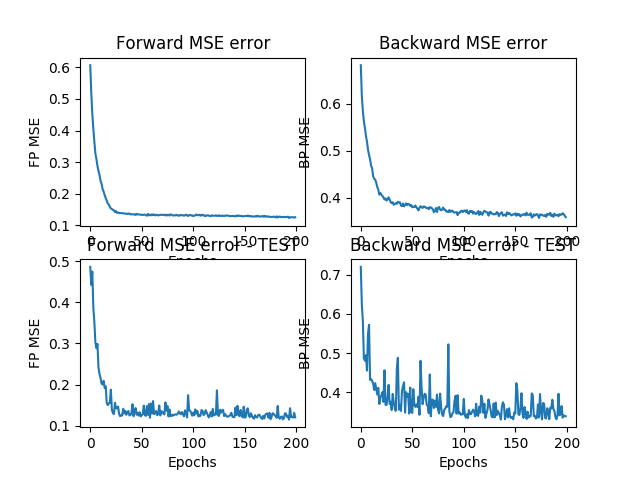 Forward MSE error
Backward MSE error
FP MSE
0.6
0.5
0.4
0.3
0.2
0.1
0 50 100 150 200
Epochs
BP MSE
0.6
0.4
0 50 100 150 200
Forward MSE error - TEST
Backward MSE error - TEST
FP MSE
0.5
0.4
0.3
0.2
0.1
0 50 100 150 200
Epochs
BP MSE
0.7
0.6
0.5
0.4
0 50 100 150 200
Epochs